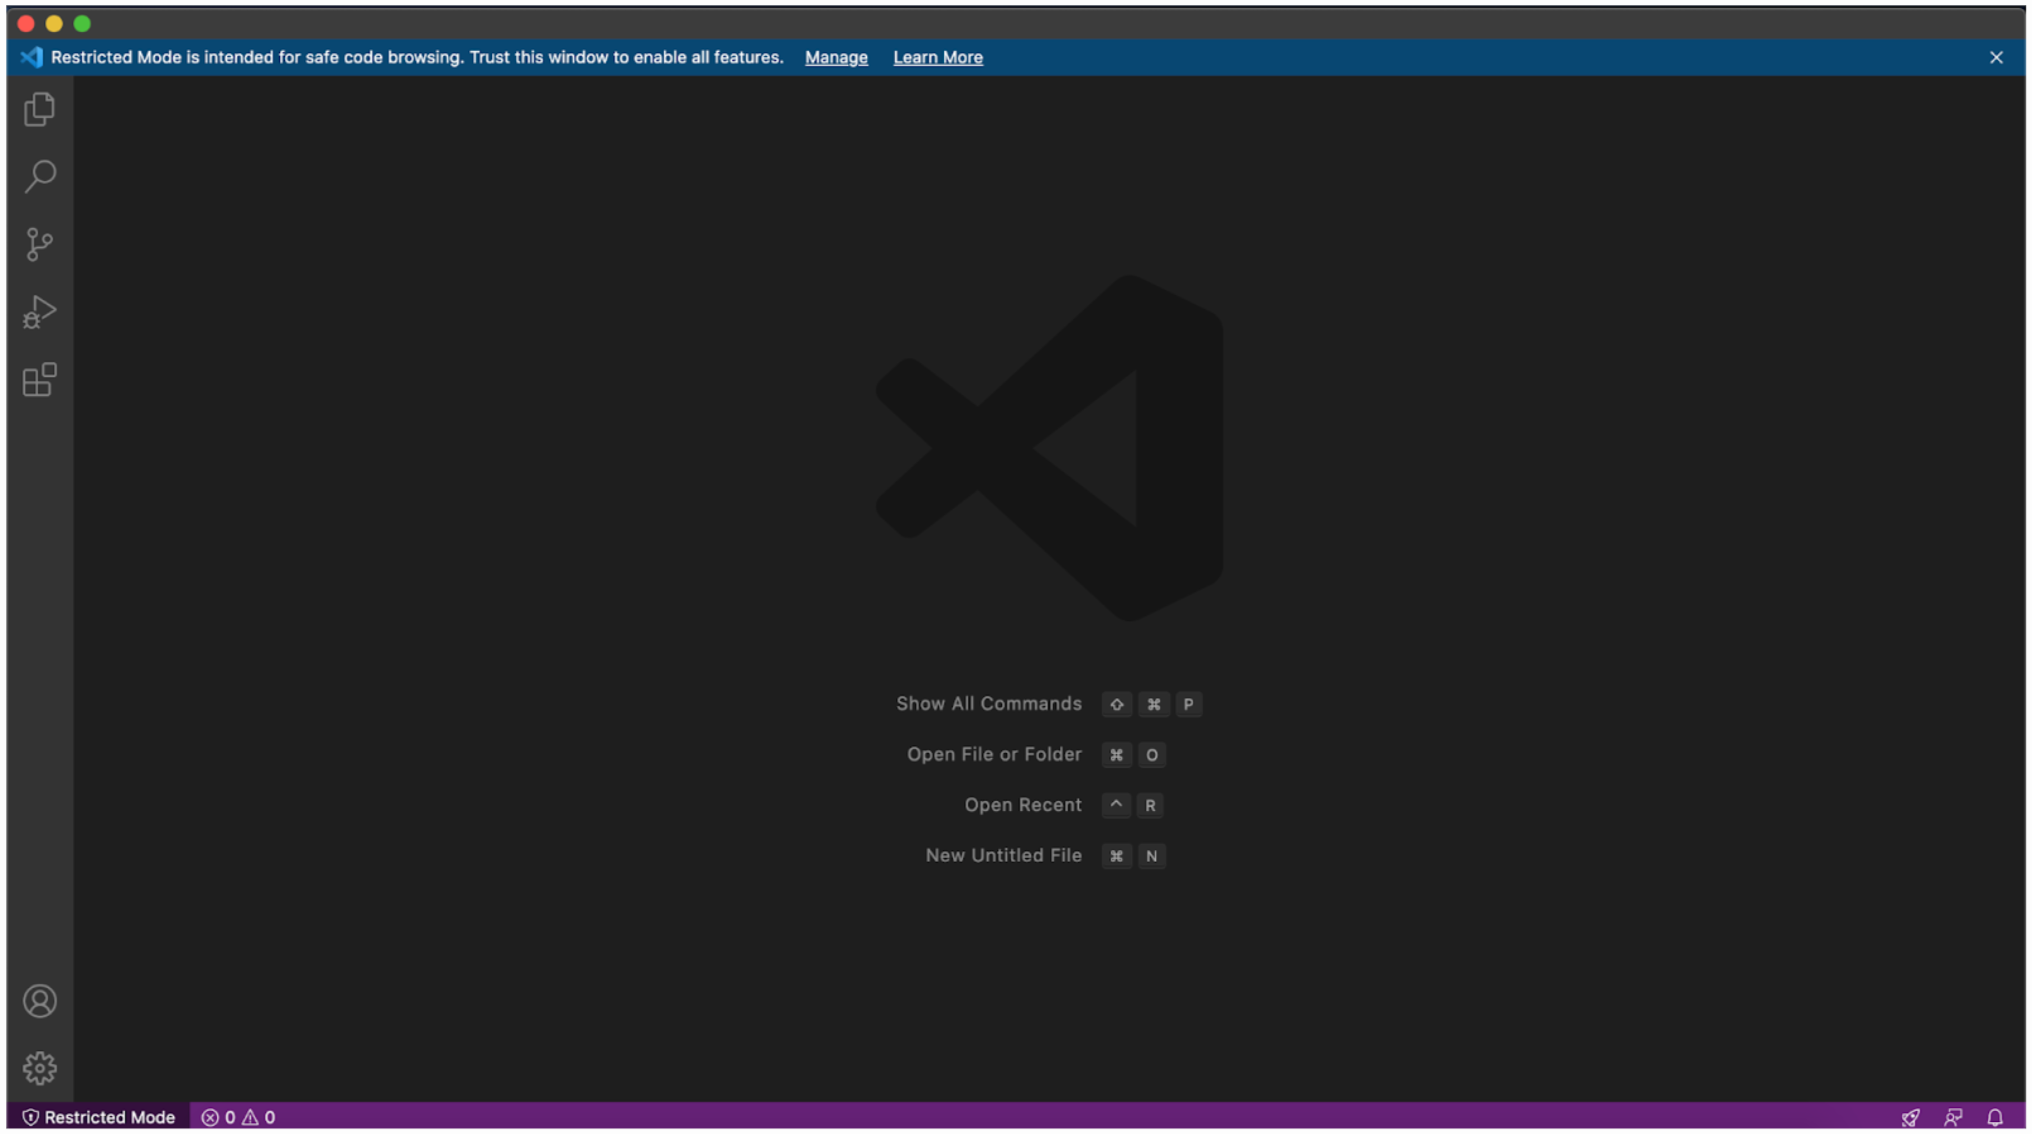 Restricted Mode is intended for safe code browsing. Trust this window to enable all features. Manage Learn More
Show All Commands ⇧ ⌘ P
Open File or Folder ⌘ O
Open Recent ^ R
New Untitled File ⌘ N
Restricted Mode 0 0